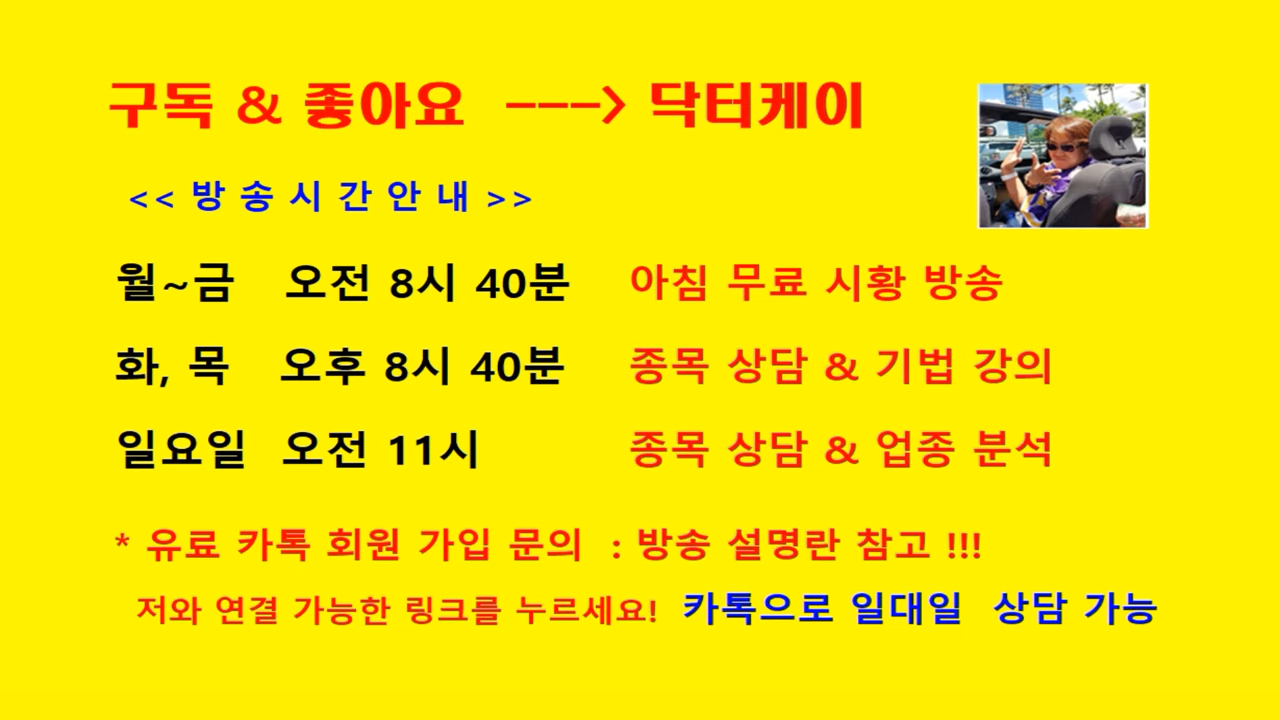 구독 & 좋아요 ---> 닥터케이
<< 방 송 시 간 안 내 >>
월~금 오전 8시 40분 아침 무료 시황 방송
화, 목 오후 8시 40분 종목 상담 & 기법 강의
일요일 오전 11시 종목 상담 & 업종 분석
* 유료 카톡 회원 가입 문의 : 방송 설명란 참고 !!!
저와 연결 가능한 링크를 누르세요! 카톡으로 일대일 상담 가능